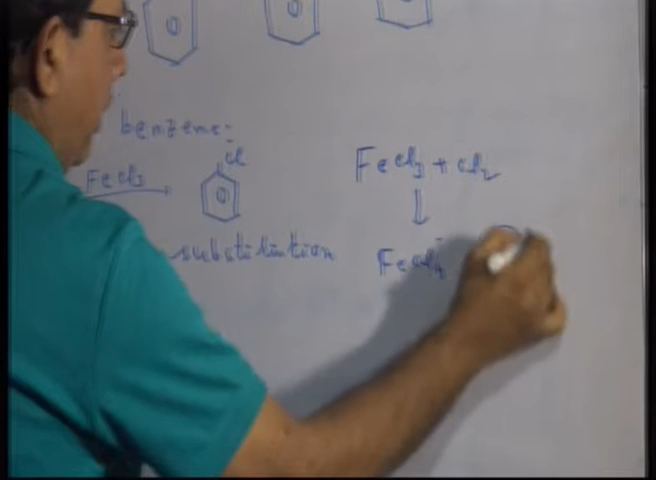 benzene:-
Cl
FeCl3
FeCl3 + Cl2
substitution
FeCl4-